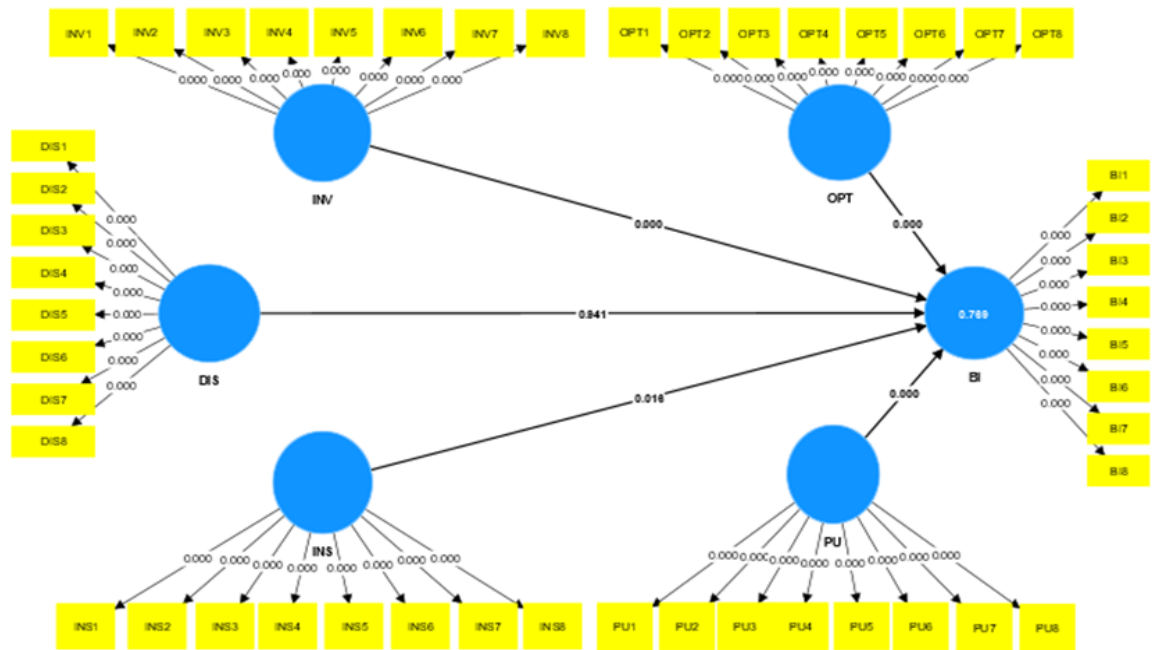 INV1 INV2 INV3 INV4 INV5 INV6 INV7 INV8
OPT1 OPT2 OPT3 OPT4 OPT5 OPT6 OPT7 OPT8
0.000 0.000 0.000 0.000 0.000 0.000 0.000 0.000
0.000 0.000 0.000 0.000 0.000 0.000 0.000 0.000
INV
OPT
DIS1
DIS2
DIS3
DIS4
DIS5
DIS6
DIS7
DIS8
0.000
0.000
0.000
0.000
0.000
0.000
0.000
0.000
DIS
0.000
0.000
0.941
0.016
0.000
0.769
BI
0.000
0.000
0.000
0.000
0.000
0.000
0.000
0.000
BI1
BI2
BI3
BI4
BI5
BI6
BI7
BI8
INS
PU
0.000 0.000 0.000 0.000 0.000 0.000 0.000 0.000
0.000 0.000 0.000 0.000 0.000 0.000 0.000 0.000
INS1 INS2 INS3 INS4 INS5 INS6 INS7 INS8
PU1 PU2 PU3 PU4 PU5 PU6 PU7 PU8